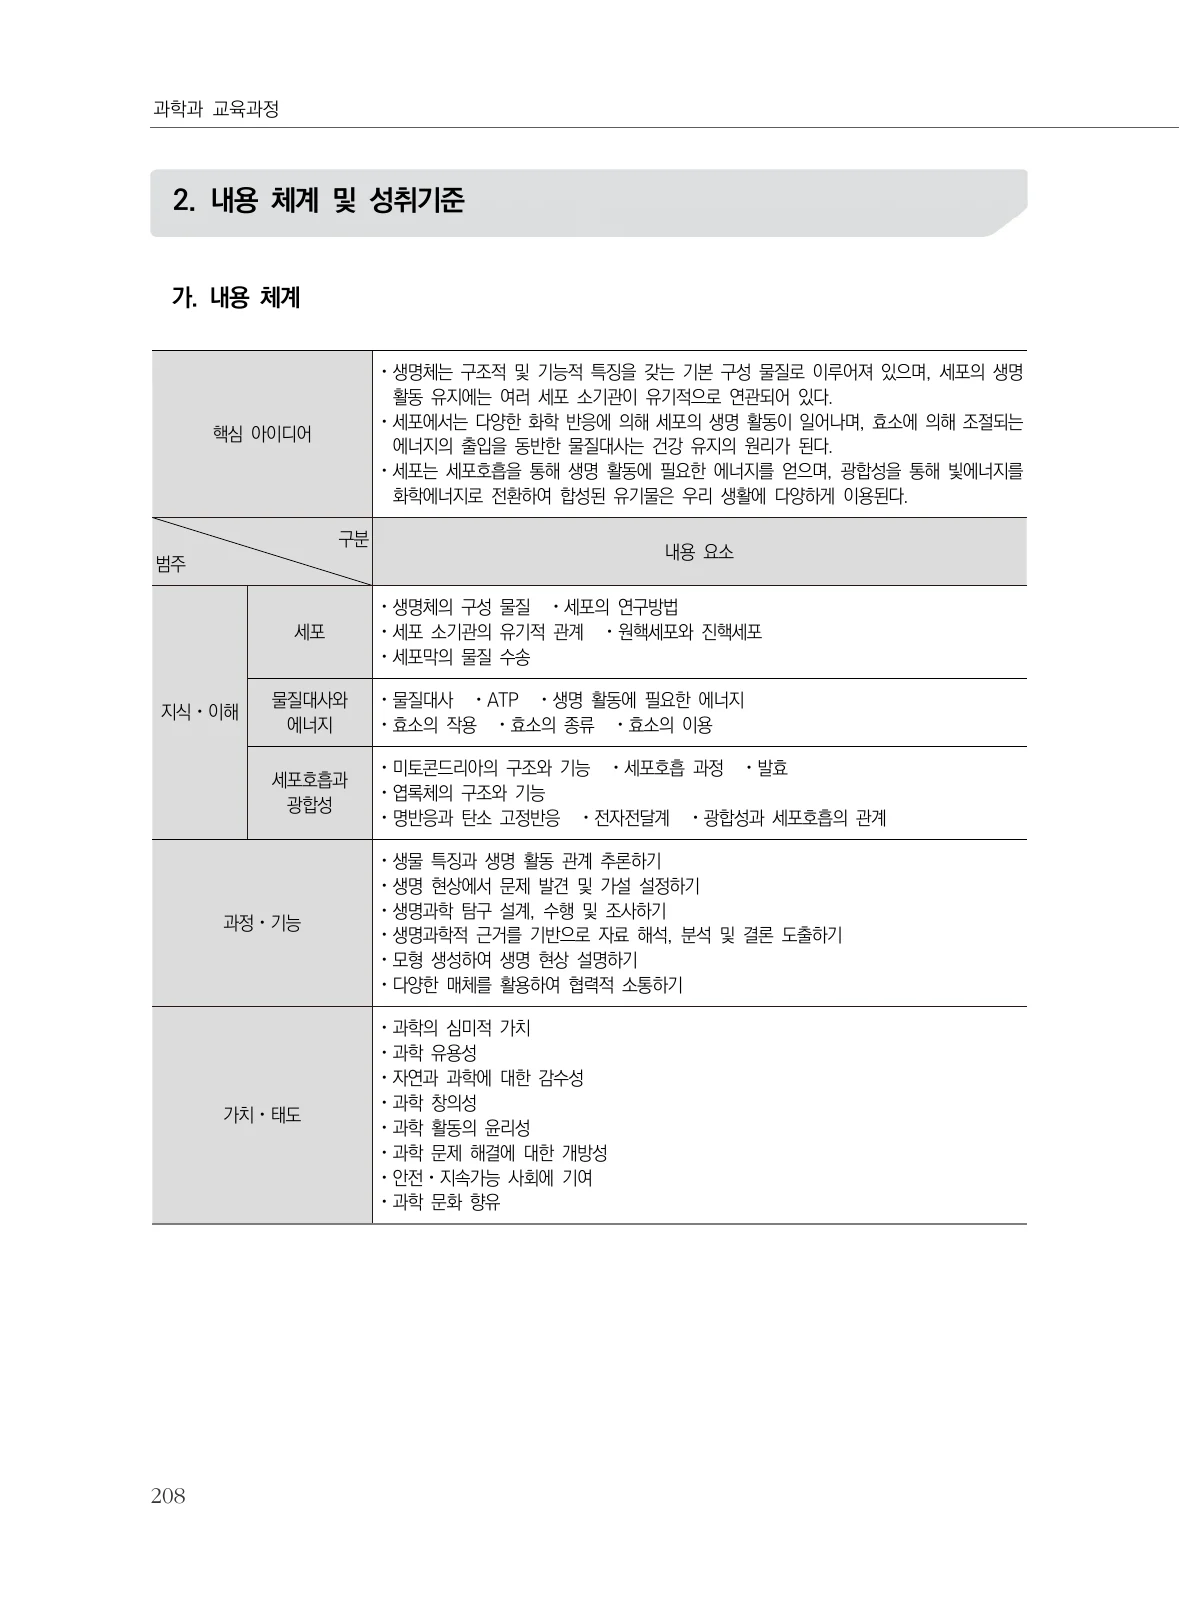 과학과 교육과정
2. 내용 체계 및 성취기준
가. 내용 체계
핵심 아이디어
• 생명체는 구조적 및 기능적 특징을 갖는 기본 구성 물질로 이루어져 있으며, 세포의 생명
활동 유지에는 여러 세포 소기관이 유기적으로 연관되어 있다.
• 세포에서는 다양한 화학 반응에 의해 세포의 생명 활동이 일어나며, 효소에 의해 조절되는
에너지의 출입을 동반한 물질대사는 건강 유지의 원리가 된다.
• 세포는 세포호흡을 통해 생명 활동에 필요한 에너지를 얻으며, 광합성을 통해 빛에너지를
화학에너지로 전환하여 합성된 유기물은 우리 생활에 다양하게 이용된다.
구분
범주
내용 요소
지식・이해
세포
• 생명체의 구성 물질 • 세포의 연구방법
• 세포 소기관의 유기적 관계 • 원핵세포와 진핵세포
• 세포막의 물질 수송
물질대사와
에너지
• 물질대사 • ATP • 생명 활동에 필요한 에너지
• 효소의 작용 • 효소의 종류 • 효소의 이용
세포호흡과
광합성
• 미토콘드리아의 구조와 기능 • 세포호흡 과정 • 발효
• 엽록체의 구조와 기능
• 명반응과 탄소 고정반응 • 전자전달계 • 광합성과 세포호흡의 관계
과정・기능
• 생물 특징과 생명 활동 관계 추론하기
• 생명 현상에서 문제 발견 및 가설 설정하기
• 생명과학 탐구 설계, 수행 및 조사하기
• 생명과학적 근거를 기반으로 자료 해석, 분석 및 결론 도출하기
• 모형 생성하여 생명 현상 설명하기
• 다양한 매체를 활용하여 협력적 소통하기
가치・태도
• 과학의 심미적 가치
• 과학 유용성
• 자연과 과학에 대한 감수성
• 과학 창의성
• 과학 활동의 윤리성
• 과학 문제 해결에 대한 개방성
• 안전・지속가능 사회에 기여
• 과학 문화 향유
208